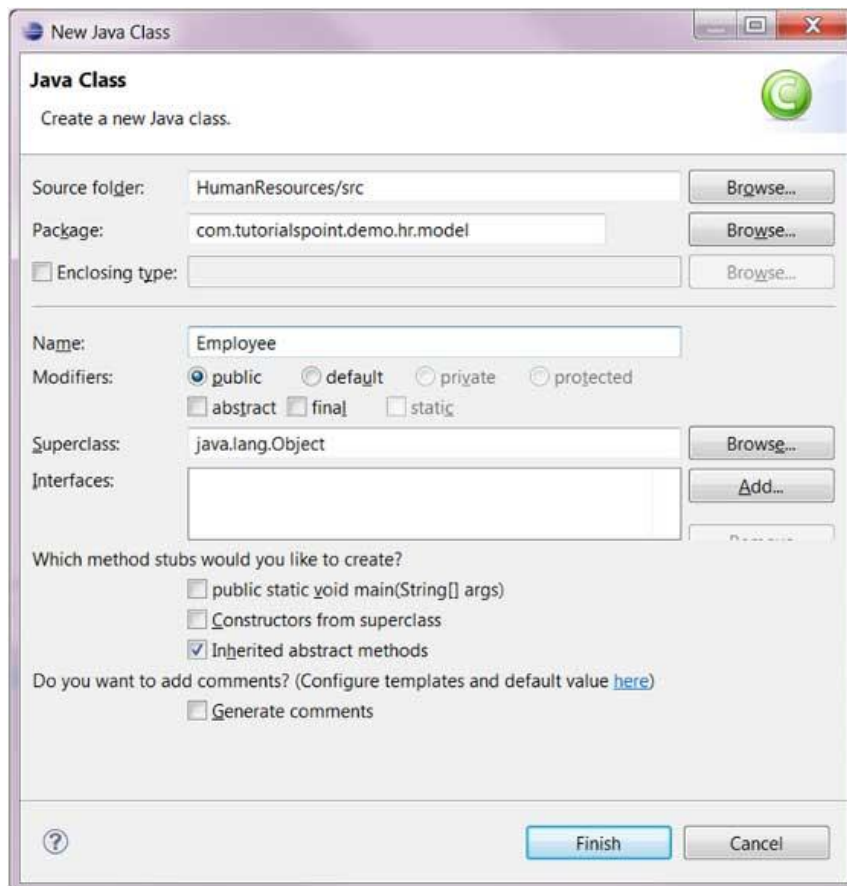 New Java Class
Java Class
Create a new Java class.
Source folder: HumanResources/src Browse...
Package: com.tutorialspoint.demo.hr.model Browse...
Enclosing type: Browse...
Name: Employee
Modifiers: public default private protected
abstract final static
Superclass: java.lang.Object Browse...
Interfaces: Add...
Which method stubs would you like to create?
public static void main(String[] args)
Constructors from superclass
Inherited abstract methods
Do you want to add comments? (Configure templates and default value here)
Generate comments
Finish Cancel